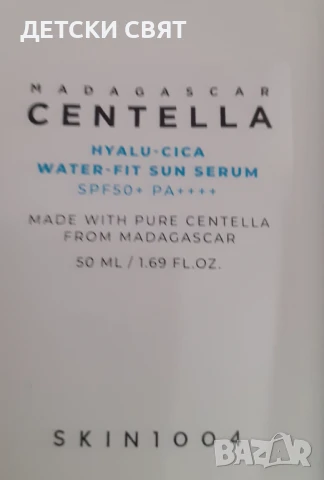 ДЕТСКИ СВЯТ
MADAGASCAR
CENTELLA
HYALU-CICA
WATER-FIT SUN SERUM
SPF50+ PA++++
MADE WITH PURE CENTELLA
FROM MADAGASCAR
50 ML / 1.69 FL.OZ.
SKIN1004
bazar